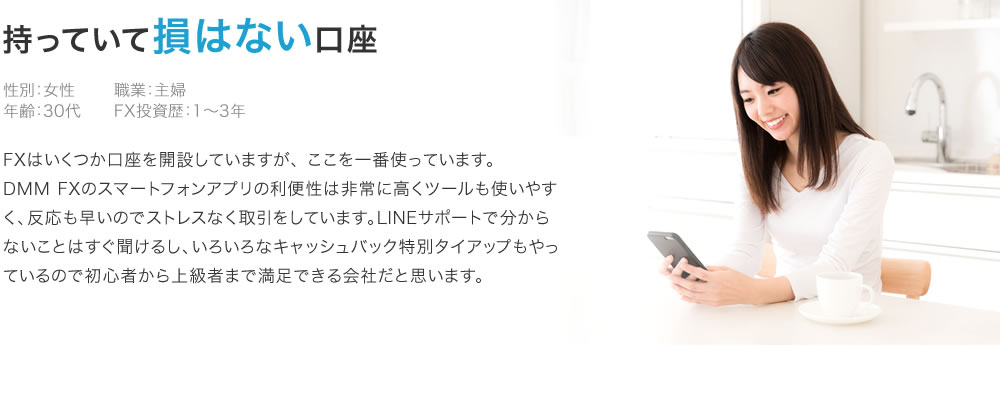 持っていて損はない口座
性別：女性　職業：主婦
年齢：30代　FX投資歴：1～3年
FXはいくつか口座を開設していますが、ここを一番使っています。
DMM FXのスマートフォンアプリの利便性は非常に高くツールも使いやす
く、反応も早いのでストレスなく取引をしています。LINEサポートで分から
ないことはすぐ聞けるし、いろいろなキャッシュバック特別タイアップもやっ
ているので初心者から上級者まで満足できる会社だと思います。